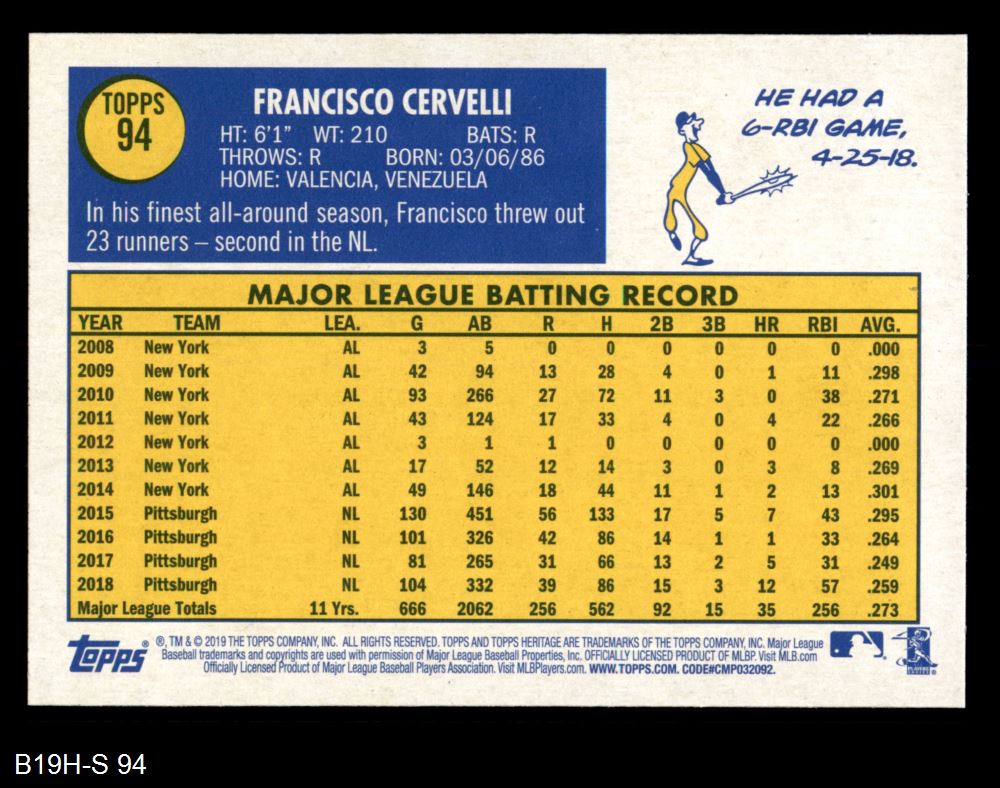 TOPPS
94
FRANCISCO CERVELLI
HT: 6'1" WT: 210 BATS: R
THROWS: R BORN: 03/06/86
HOME: VALENCIA, VENEZUELA
In his finest all-around season, Francisco threw out
23 runners – second in the NL.
HE HAD A
6-RBI GAME,
4-25-18.
MAJOR LEAGUE BATTING RECORD
YEAR TEAM LEA. G AB R H 2B 3B HR RBI AVG.
2008 New York AL 3 5 0 0 0 0 0 0 .000
2009 New York AL 42 94 13 28 4 0 1 11 .298
2010 New York AL 93 266 27 72 11 3 0 38 .271
2011 New York AL 43 124 17 33 4 0 4 22 .266
2012 New York AL 3 1 1 0 0 0 0 0 .000
2013 New York AL 17 52 12 14 3 0 3 8 .269
2014 New York AL 49 146 18 44 11 1 2 13 .301
2015 Pittsburgh NL 130 451 56 133 17 5 7 43 .295
2016 Pittsburgh NL 101 326 42 86 14 1 1 33 .264
2017 Pittsburgh NL 81 265 31 66 13 2 5 31 .249
2018 Pittsburgh NL 104 332 39 86 15 3 12 57 .259
Major League Totals 11 Yrs. 666 2062 256 562 92 15 35 256 .273
Topps®
®, TM & © 2019 THE TOPPS COMPANY, INC. ALL RIGHTS RESERVED. TOPPS AND TOPPS HERITAGE ARE TRADEMARKS OF THE TOPPS COMPANY, INC. Major League
Baseball trademarks and copyrights are used with permission of Major League Baseball Properties, Inc. OFFICIALLY LICENSED PRODUCT OF MLBP. Visit MLB.com
Officially Licensed Product of Major League Baseball Players Association. Visit MLBPlayers.com. WWW.TOPPS.COM. CODE#CMP032092.
B19H-S 94